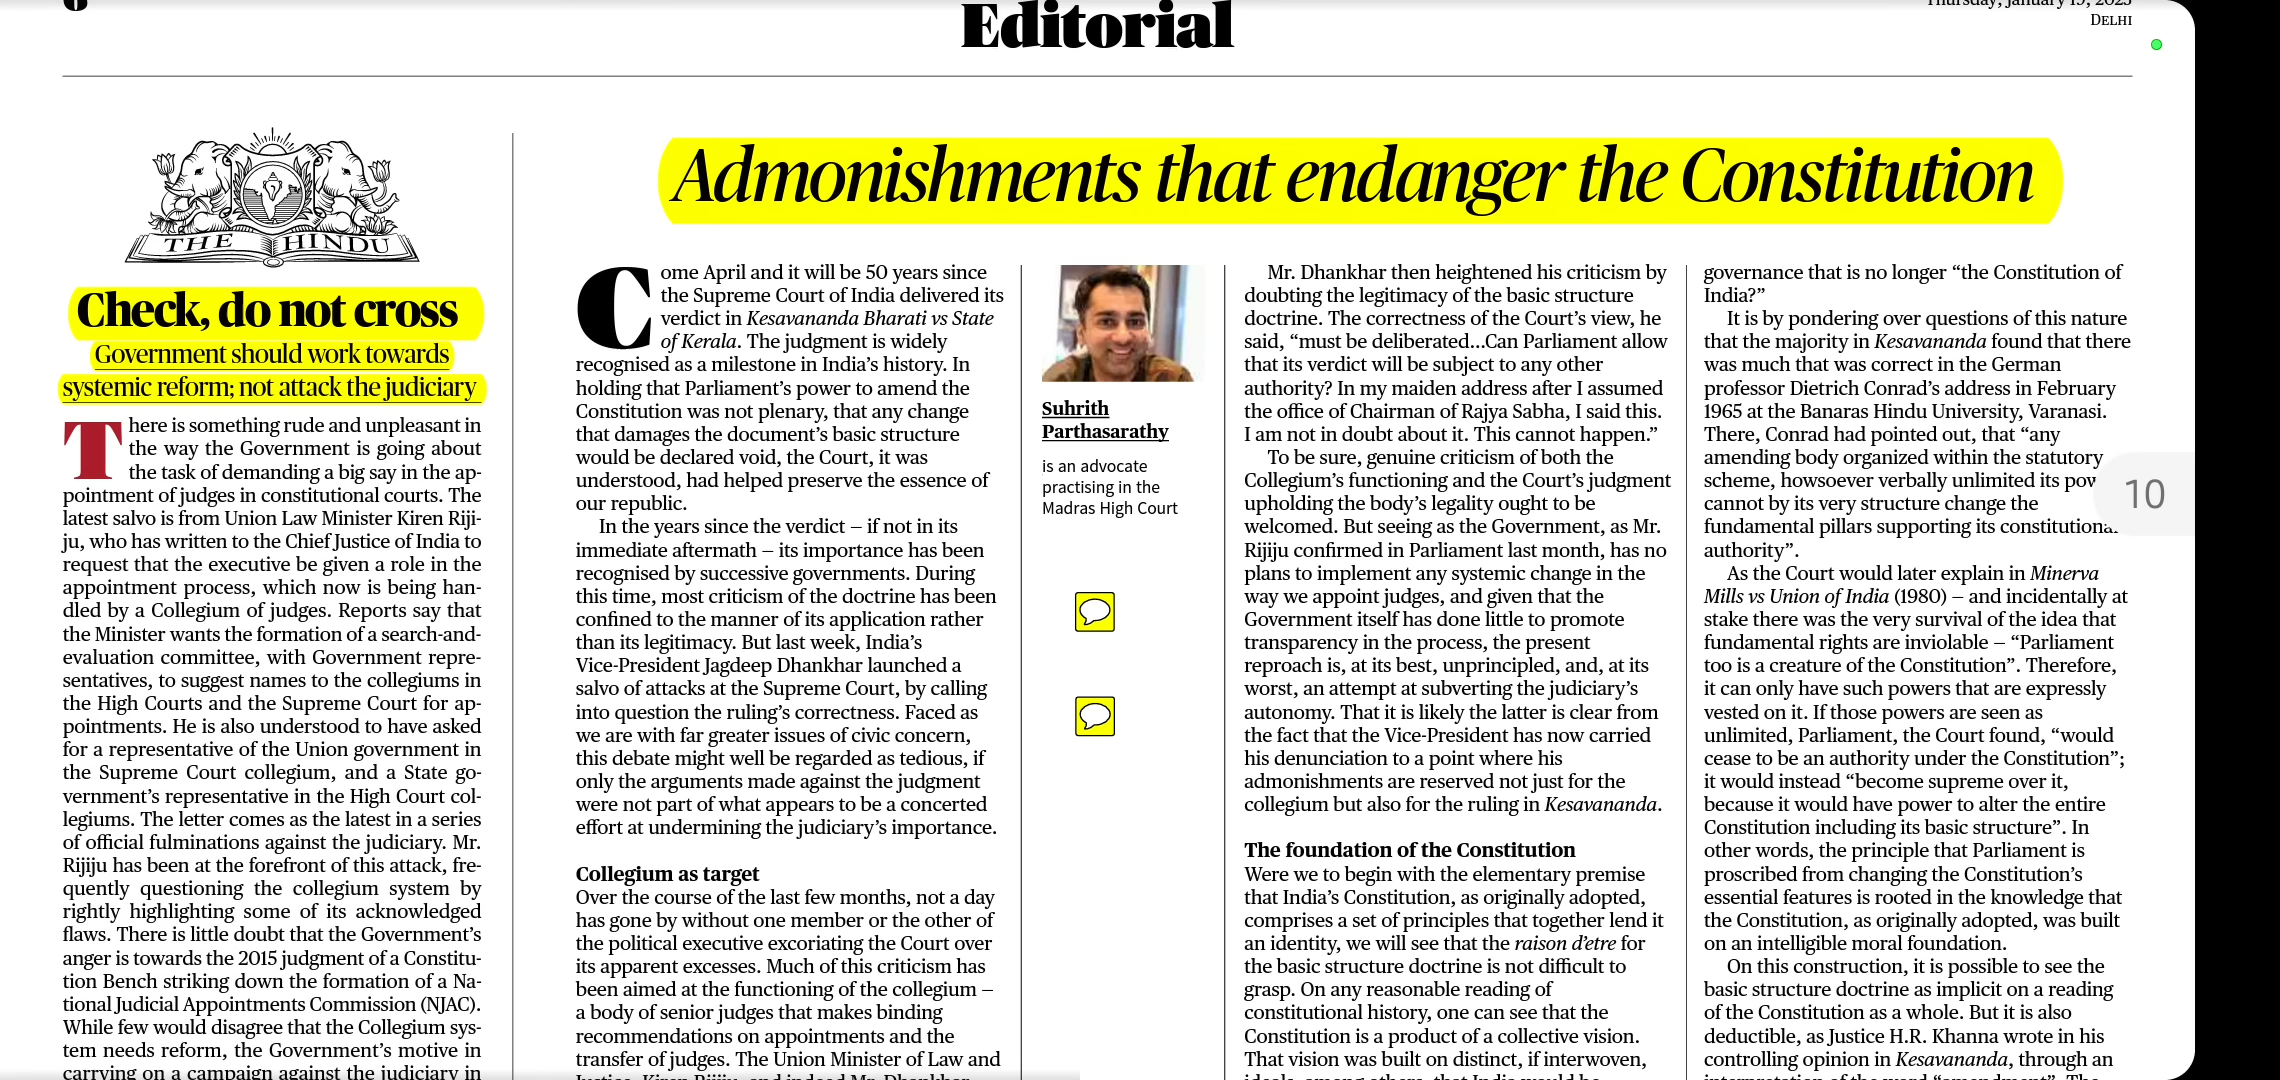 Editorial
DELHI
THE HINDU
Check, do not cross
Government should work towards
systemic reform; not attack the judiciary
There is something rude and unpleasant in
the way the Government is going about
the task of demanding a big say in the ap-
pointment of judges in constitutional courts. The
latest salvo is from Union Law Minister Kiren Riji-
ju, who has written to the Chief Justice of India to
request that the executive be given a role in the
appointment process, which now is being han-
dled by a Collegium of judges. Reports say that
the Minister wants the formation of a search-and-
evaluation committee, with Government repre-
sentatives, to suggest names to the collegiums in
the High Courts and the Supreme Court for ap-
pointments. He is also understood to have asked
for a representative of the Union government in
the Supreme Court collegium, and a State go-
vernment’s representative in the High Court col-
legiums. The letter comes as the latest in a series
of official fulminations against the judiciary. Mr.
Rijiju has been at the forefront of this attack, fre-
quently questioning the collegium system by
rightly highlighting some of its acknowledged
flaws. There is little doubt that the Government’s
anger is towards the 2015 judgment of a Constitu-
tion Bench striking down the formation of a Na-
tional Judicial Appointments Commission (NJAC).
While few would disagree that the Collegium sys-
tem needs reform, the Government’s motive in
carrying on a campaign against the judiciary in
Admonishments that endanger the Constitution
Come April and it will be 50 years since
the Supreme Court of India delivered its
verdict in Kesavananda Bharati vs State
of Kerala. The judgment is widely
recognised as a milestone in India’s history. In
holding that Parliament’s power to amend the
Constitution was not plenary, that any change
that damages the document’s basic structure
would be declared void, the Court, it was
understood, had helped preserve the essence of
our republic.
In the years since the verdict — if not in its
immediate aftermath — its importance has been
recognised by successive governments. During
this time, most criticism of the doctrine has been
confined to the manner of its application rather
than its legitimacy. But last week, India’s
Vice-President Jagdeep Dhankhar launched a
salvo of attacks at the Supreme Court, by calling
into question the ruling’s correctness. Faced as
we are with far greater issues of civic concern,
this debate might well be regarded as tedious, if
only the arguments made against the judgment
were not part of what appears to be a concerted
effort at undermining the judiciary’s importance.
Collegium as target
Over the course of the last few months, not a day
has gone by without one member or the other of
the political executive excoriating the Court over
its apparent excesses. Much of this criticism has
been aimed at the functioning of the collegium —
a body of senior judges that makes binding
recommendations on appointments and the
transfer of judges. The Union Minister of Law and
Suhrith
Parthasarathy
is an advocate
practising in the
Madras High Court
Mr. Dhankhar then heightened his criticism by
doubting the legitimacy of the basic structure
doctrine. The correctness of the Court’s view, he
said, “must be deliberated...Can Parliament allow
that its verdict will be subject to any other
authority? In my maiden address after I assumed
the office of Chairman of Rajya Sabha, I said this.
I am not in doubt about it. This cannot happen.”
To be sure, genuine criticism of both the
Collegium’s functioning and the Court’s judgment
upholding the body’s legality ought to be
welcomed. But seeing as the Government, as Mr.
Rijiju confirmed in Parliament last month, has no
plans to implement any systemic change in the
way we appoint judges, and given that the
Government itself has done little to promote
transparency in the process, the present
reproach is, at its best, unprincipled, and, at its
worst, an attempt at subverting the judiciary’s
autonomy. That it is likely the latter is clear from
the fact that the Vice-President has now carried
his denunciation to a point where his
admonishments are reserved not just for the
collegium but also for the ruling in Kesavananda.
The foundation of the Constitution
Were we to begin with the elementary premise
that India’s Constitution, as originally adopted,
comprises a set of principles that together lend it
an identity, we will see that the raison d’etre for
the basic structure doctrine is not difficult to
grasp. On any reasonable reading of
constitutional history, one can see that the
Constitution is a product of a collective vision.
That vision was built on distinct, if interwoven,
governance that is no longer “the Constitution of
India?”
It is by pondering over questions of this nature
that the majority in Kesavananda found that there
was much that was correct in the German
professor Dietrich Conrad’s address in February
1965 at the Banaras Hindu University, Varanasi.
There, Conrad had pointed out, that “any
amending body organized within the statutory
scheme, howsoever verbally unlimited its
cannot by its very structure change the
fundamental pillars supporting its constitutional
authority”.
As the Court would later explain in Minerva
Mills vs Union of India (1980) — and incidentally at
stake there was the very survival of the idea that
fundamental rights are inviolable — “Parliament
too is a creature of the Constitution”. Therefore,
it can only have such powers that are expressly
vested on it. If those powers are seen as
unlimited, Parliament, the Court found, “would
cease to be an authority under the Constitution”;
it would instead “become supreme over it,
because it would have power to alter the entire
Constitution including its basic structure”. In
other words, the principle that Parliament is
proscribed from changing the Constitution’s
essential features is rooted in the knowledge that
the Constitution, as originally adopted, was built
on an intelligible moral foundation.
On this construction, it is possible to see the
basic structure doctrine as implicit on a reading
of the Constitution as a whole. But it is also
deductible, as Justice H.R. Khanna wrote in his
controlling opinion in Kesavananda, through an
10